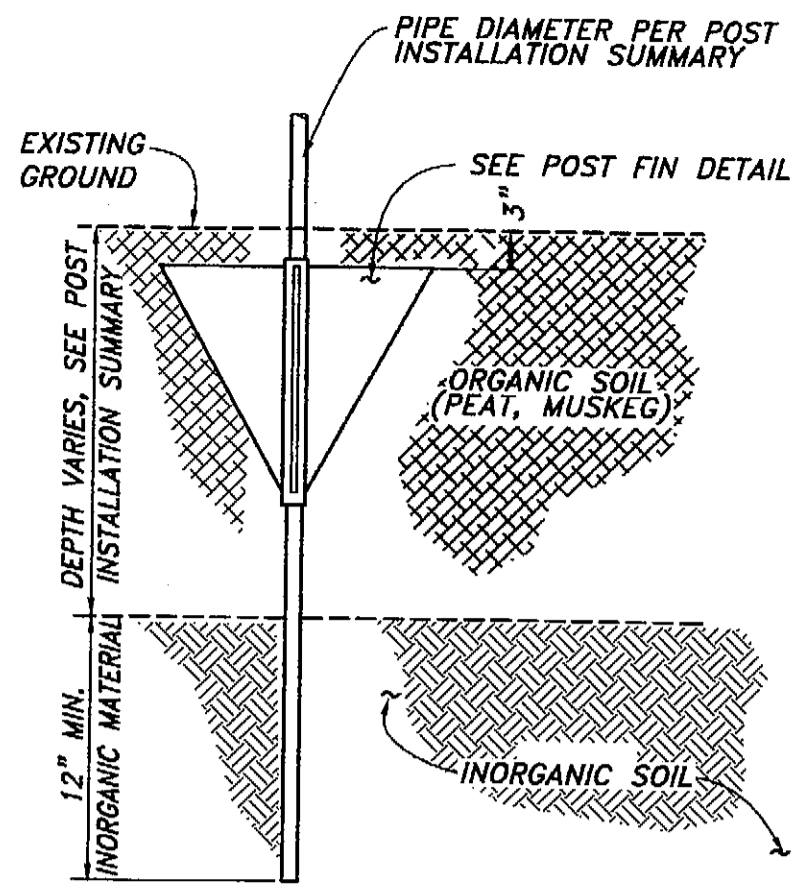 PIPE DIAMETER PER POST
INSTALLATION SUMMARY
EXISTING
GROUND
SEE POST FIN DETAIL
3"
DEPTH VARIES, SEE POST
INSTALLATION SUMMARY
ORGANIC SOIL
(PEAT, MUSKEG)
12" MIN.
INORGANIC MATERIAL
INORGANIC SOIL